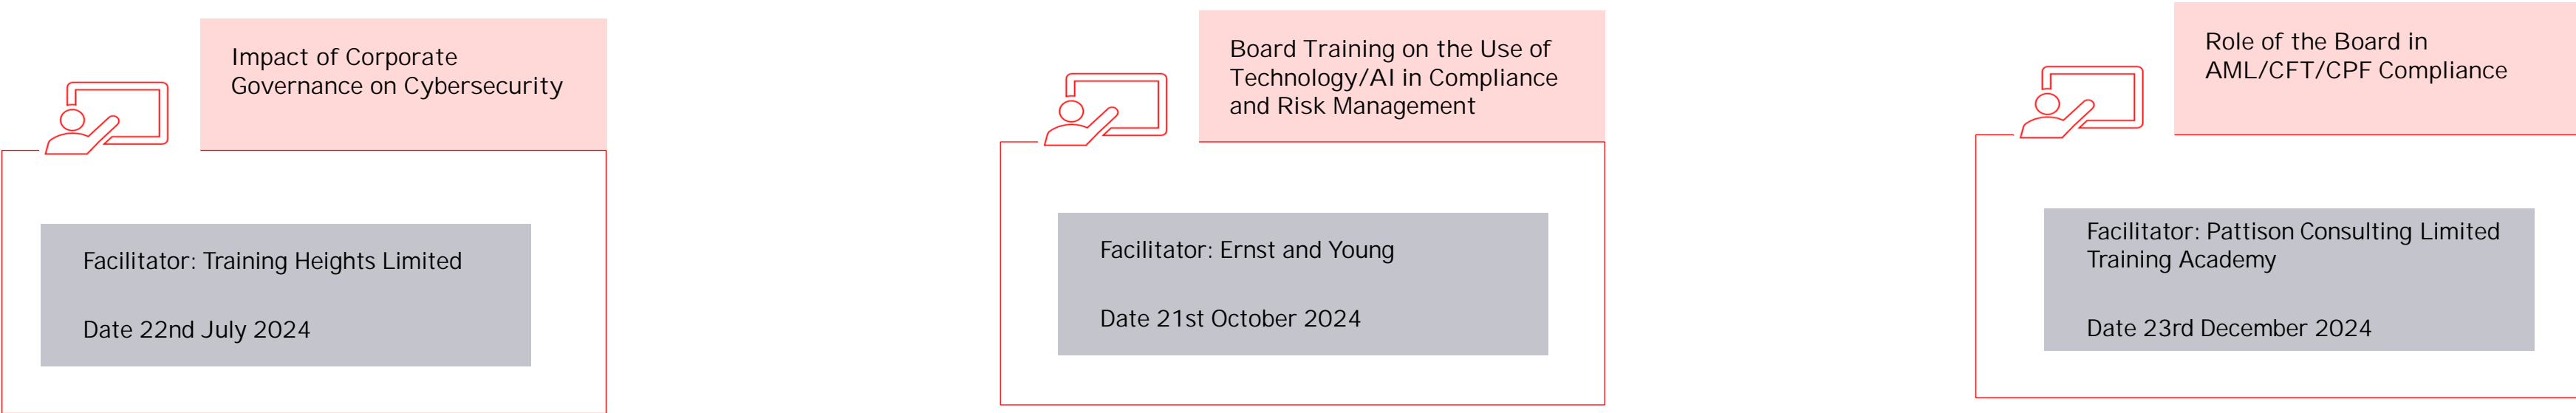 Impact of Corporate
Governance on Cybersecurity
Facilitator: Training Heights Limited
Date 22nd July 2024
Board Training on the Use of
Technology/AI in Compliance
and Risk Management
Facilitator: Ernst and Young
Date 21st October 2024
Role of the Board in
AML/CFT/CPF Compliance
Facilitator: Pattison Consulting Limited
Training Academy
Date 23rd December 2024